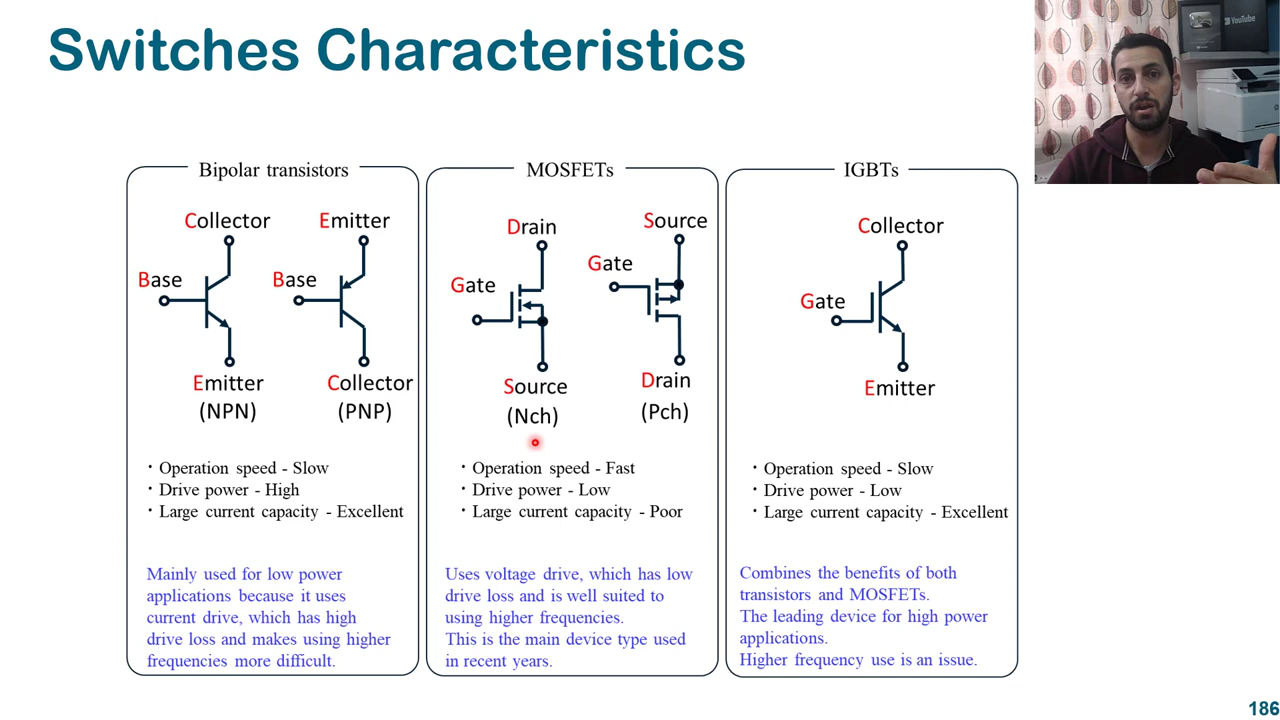 Switches Characteristics
YouTube
Bipolar transistors
Collector
Emitter
Base
Base
Emitter
Collector
(NPN)
(PNP)
・Operation speed - Slow
・Drive power - High
・Large current capacity - Excellent
Mainly used for low power
applications because it uses
current drive, which has high
drive loss and makes using higher
frequencies more difficult.
MOSFETs
Drain
Source
Gate
Gate
Source
Drain
(Nch)
(Pch)
・Operation speed - Fast
・Drive power - Low
・Large current capacity - Poor
Uses voltage drive, which has low
drive loss and is well suited to
using higher frequencies.
This is the main device type used
in recent years.
IGBTs
Collector
Gate
Emitter
・Operation speed - Slow
・Drive power - Low
・Large current capacity - Excellent
Combines the benefits of both
transistors and MOSFETs.
The leading device for high power
applications.
Higher frequency use is an issue.
186